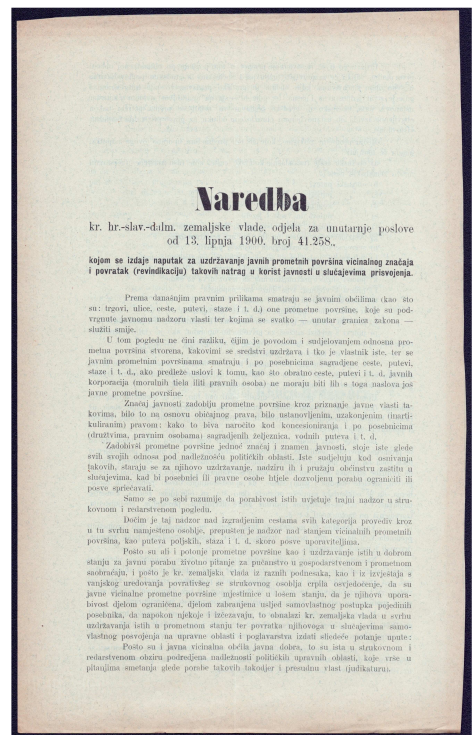 Naredba
kr. hr.-slav.-dalm. zemaljske vlade, odjela za unutarnje poslove
od 13. lipnja 1900. broj 41.258.,
kojom se izdaje naputak za uzdržavanje javnih prometnih površina vicinalnog značaja
i povratak (revindikaciju) takovih natrag u korist javnosti u slučajevima prisvojenja.
Prema današnjim pravnim prilikama smatraju se javnim občilima (kao što
su: trgovi, ulice, ceste, putevi, staze i t. d.) one prometne površine, koje su pod-
vrgnute javnomu nadzoru vlasti ter kojima se svatko — unutar granica zakona —
služiti smije.
U tom pogledu ne čini razliku, čijim je povodom i sudjelovanjem odnosna pro-
metna površina stvorena, kakovimi se sredstvi uzdržava i tko je vlastnik iste, ter se
javnim prometnim površinama smatraju i po posebnicima sagradjene ceste, putevi,
staze i t. d., ako predleže uslovi k tomu, kao što obratno ceste, putevi i t. d. javnih
korporacija (moralnih tiela iliti pravnih osoba) ne moraju biti lih s toga naslova još
javne prometne površine.
Značaj javnosti zadobiju prometne površine kroz priznanje javne vlasti ta-
kovima, bilo to na osnovu običajnog prava, bilo ustanovljenim, uzakonjenim (inarti-
kuliranim) pravom: kako to biva naročito kod koncesioniranja i po posebnicima
(družtvima, pravnim osobama) sagradjenih željeznica, vodnih puteva i t. d.
Zadobivši prometne površine jednoć značaj i znamen javnosti, stoje iste glede
svih svojih odnosa pod nadležnošću političkih oblasti. Iste sudjeluju kod osnivanja
takovih, staraju se za njihovo uzdržavanje, nadziru ih i pružaju občinstvu zaštitu u
slučajevima, kad bi posebnici ili pravne osobe htjele dozvoljenu porabu ograničiti ili
posve spriečavati.
Samo se po sebi razumije da porabivost istih uvjetuje trajni nadzor u stru-
kovnom i redarstvenom pogledu.
Dočim je taj nadzor nad izgradjenim cestama svih kategorija provediv kroz
u tu svrhu namješteno osoblje, prepušten je nadzor nad stanjem vicinalnih prometnih
površina, kao puteva poljskih, staza i t. d. skoro posve uporaviteljima.
Pošto su ali i potonje prometne površine kao i uzdržavanje istih u dobrom
stanju za javnu porabu životno pitanje za pučanstvo u gospodarstvenom i prometnom
saobraćaju, i pošto je kr. zemaljska vlada iz raznih podnesaka, kao i iz izvještaja s
vanjskog uredovanja povrativšeg se strukovnog osoblja crpila osvjedočenje, da su
javne vicinalne prometne površine mjestimice u lošem stanju, da je njihova upora-
bivost djelom ograničena, djelom zabranjena usljed samovlastnog postupka pojedinih
posebnika, da napokon njekoje i izčezavaju, to obnalazi kr. zemaljska vlada u svrhu
uzdržavanja istih u prometnom stanju ter povratka njihovoga u slučajevima samo-
vlastnog posvojenja na upravne oblasti i poglavarstva izdati sliedeće potanje upute:
Pošto su i javna vicinalna občila javna dobra, to su ista u strukovnom i
redarstvenom obziru podredjena nadležnosti političkih upravnih oblasti, koje vrše u
pitanjima smetanja glede porabe takovih takodjer i presudnu vlast (judikaturu).